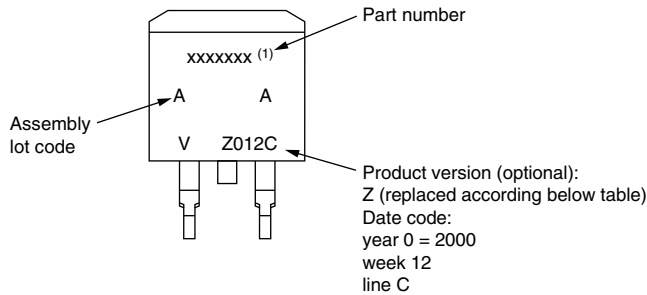 Part number
xxxxxxx (1)
A A
Assembly
lot code
V Z012C
Product version (optional):
Z (replaced according below table)
Date code:
year 0 = 2000
week 12
line C